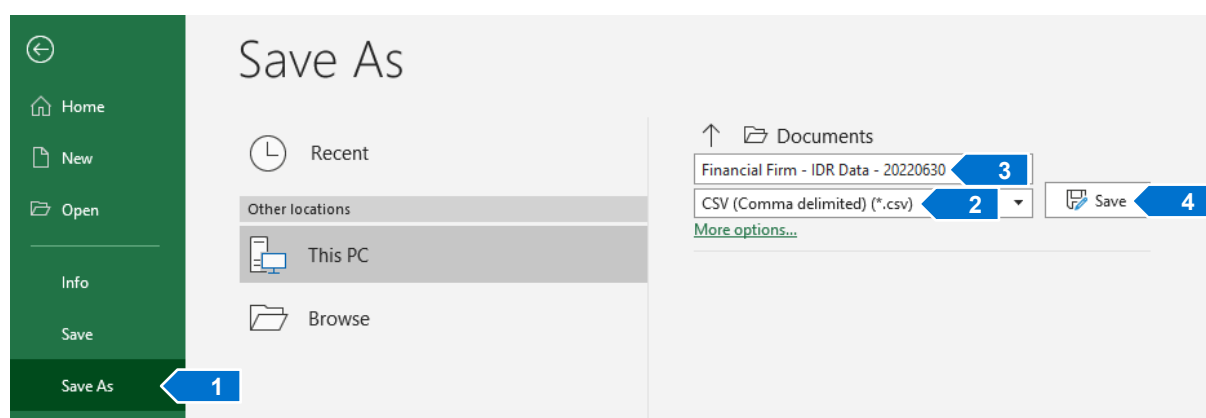 Save As
Home
New
Open
Info
Save
Save As
1
Recent
Other locations
This PC
Browse
Documents
Financial Firm - IDR Data - 20220630
3
CSV (Comma delimited) (*.csv)
2
Save
4
More options...